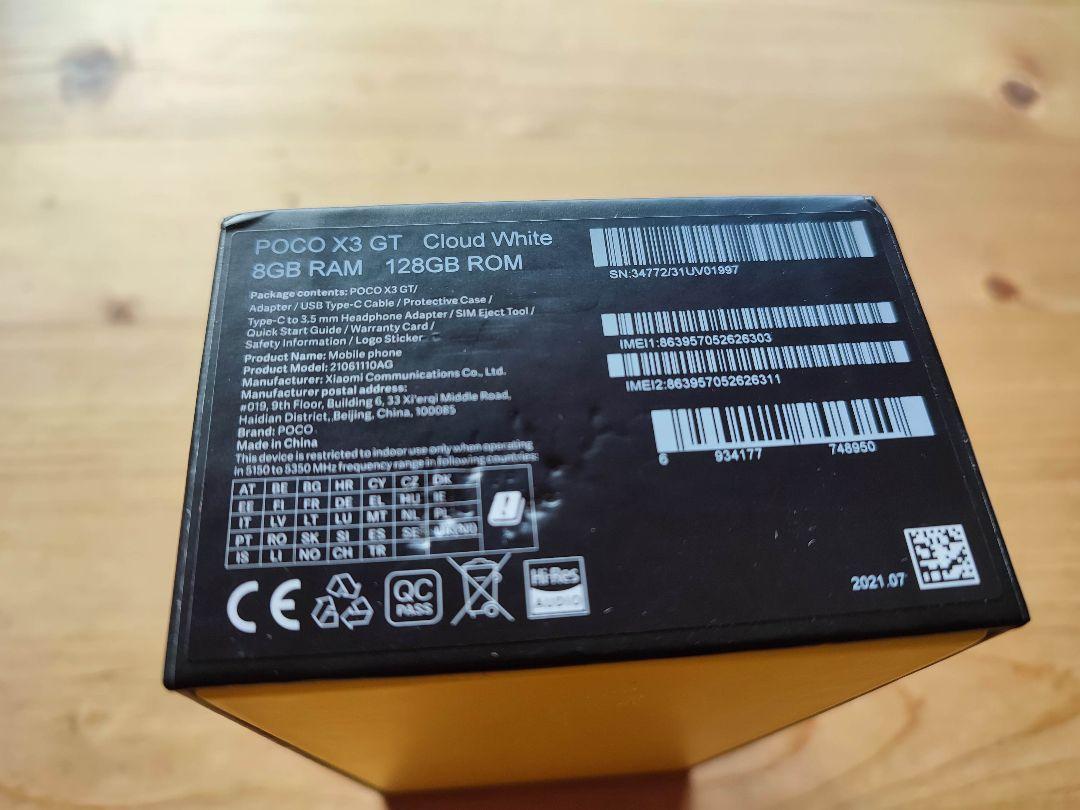 POCO X3 GT Cloud White
8GB RAM 128GB ROM
Package contents: POCO X3 GT/
Adapter / USB Type-C Cable / Protective Case /
Type-C to 3.5 mm Headphone Adapter / SIM Eject Tool /
Quick Start Guide / Warranty Card /
Safety Information / Logo Sticker
Product Name: Mobile phone
Product Model: 21061110AG
Manufacturer: Xiaomi Communications Co., Ltd.
Manufacturer postal address:
#019, 9th Floor, Building 6, 33 Xi'erqi Middle Road,
Haidian District, Beijing, China, 100085
Brand: POCO
Made in China
This device is restricted to indoor use only when operating
in 5150 to 5350 MHz frequency range in following countries:
AT BE BG HR CY CZ DK
EE FI FR DE EL HU IE
IT LV LT LU MT NL PL
PT RO SK SI ES SE UK(NI)
IS LI NO CH TR
CE
QC
PASS
Hi-Res
AUDIO
SN:34772/31UV01997
IMEI1:863957052626303
IMEI2:863957052626311
6 934177 748950
2021.07